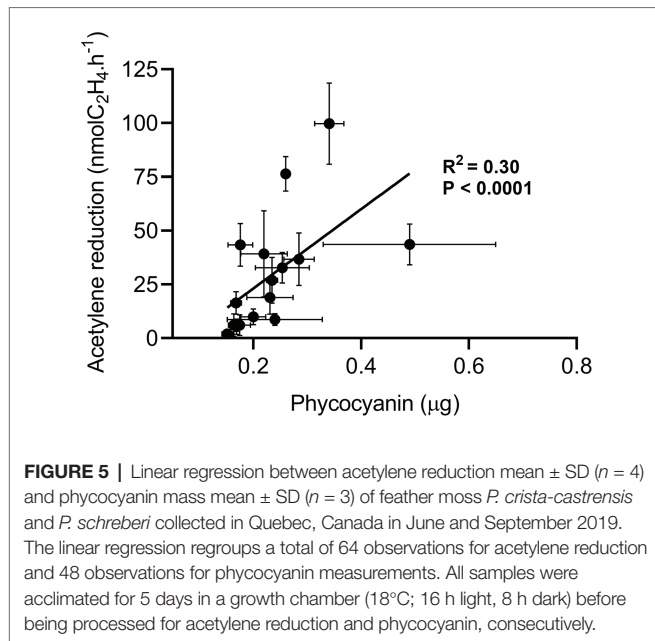 Acetylene reduction (nmolC₂H₄.h⁻¹)
125
100
75
50
25
0
R² = 0.30
P < 0.0001
0.2 0.4 0.6 0.8
Phycocyanin (μg)
FIGURE 5 | Linear regression between acetylene reduction mean ± SD (n = 4)
and phycocyanin mass mean ± SD (n = 3) of feather moss P. crista-castrensis
and P. schreberi collected in Quebec, Canada in June and September 2019.
The linear regression regroups a total of 64 observations for acetylene reduction
and 48 observations for phycocyanin measurements. All samples were
acclimated for 5 days in a growth chamber (18°C; 16 h light, 8 h dark) before
being processed for acetylene reduction and phycocyanin, consecutively.